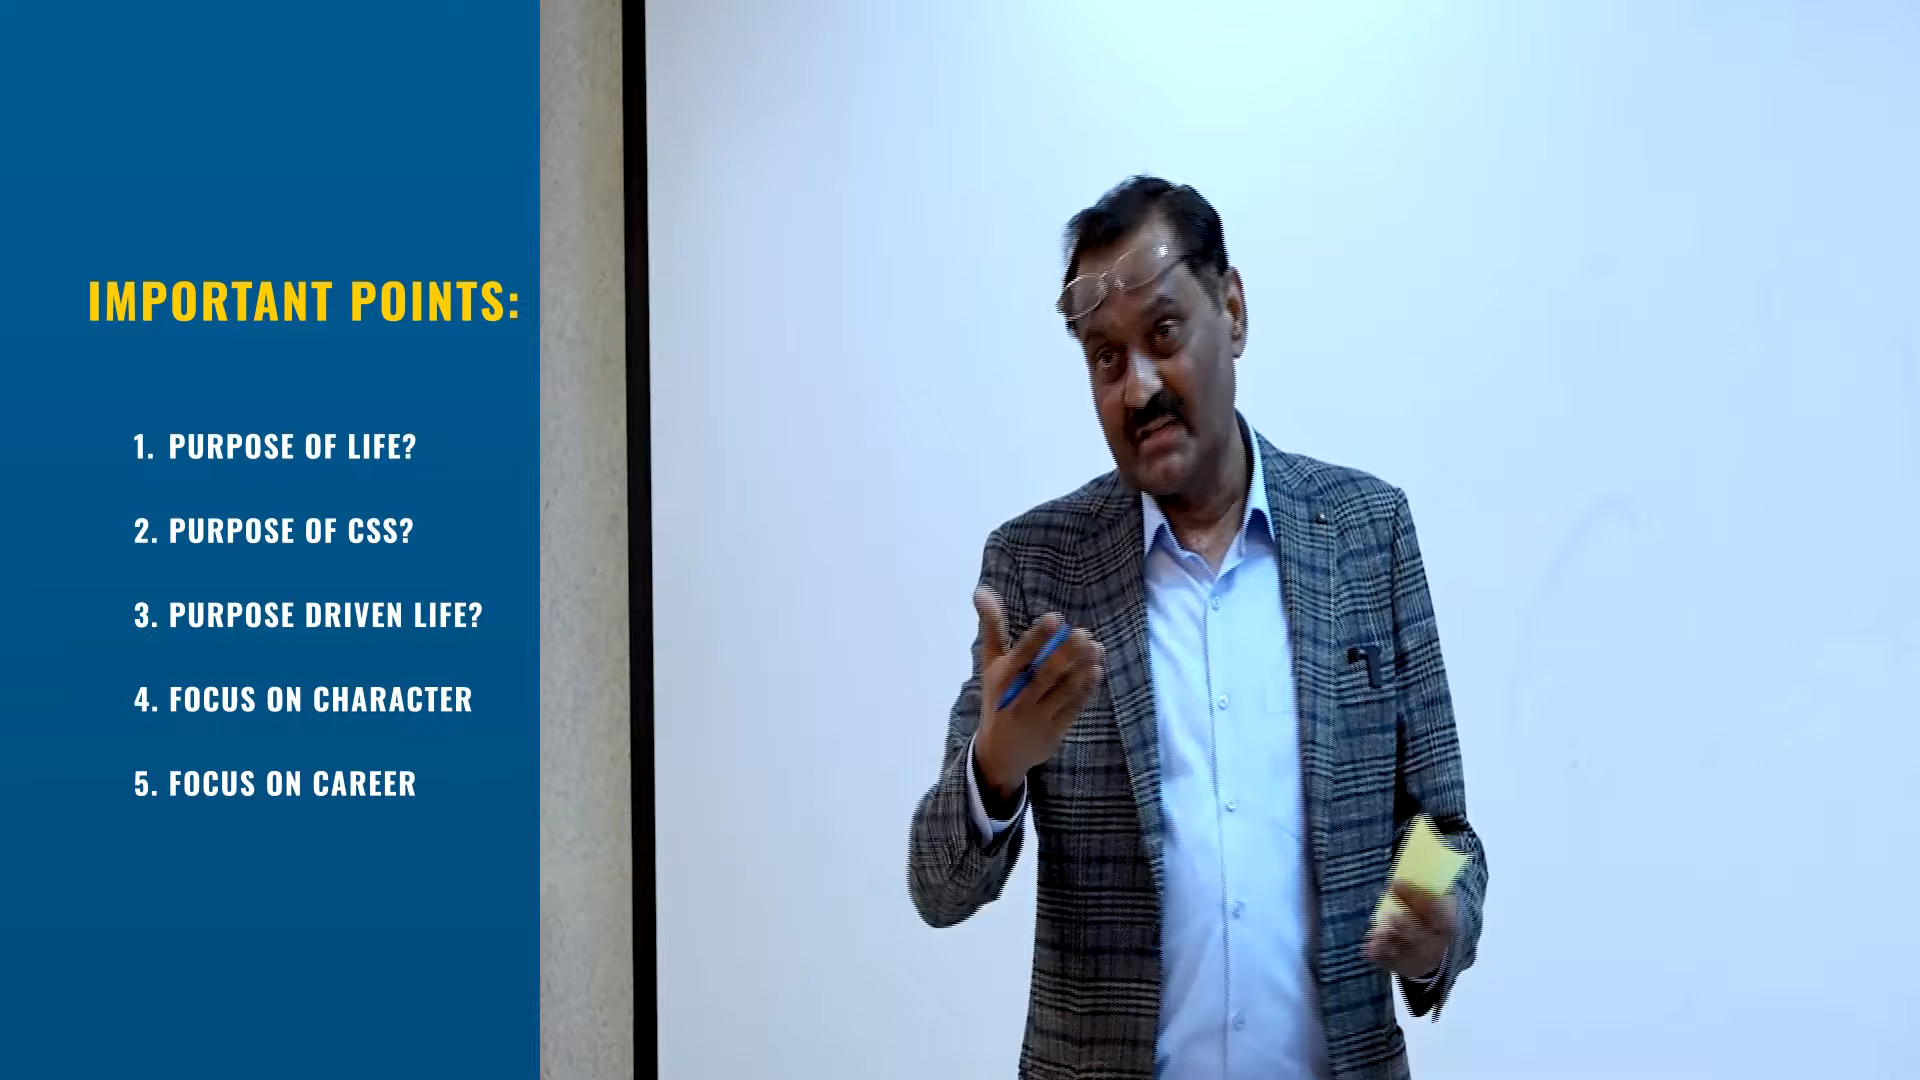 IMPORTANT POINTS:
1. PURPOSE OF LIFE?
2. PURPOSE OF CSS?
3. PURPOSE DRIVEN LIFE?
4. FOCUS ON CHARACTER
5. FOCUS ON CAREER